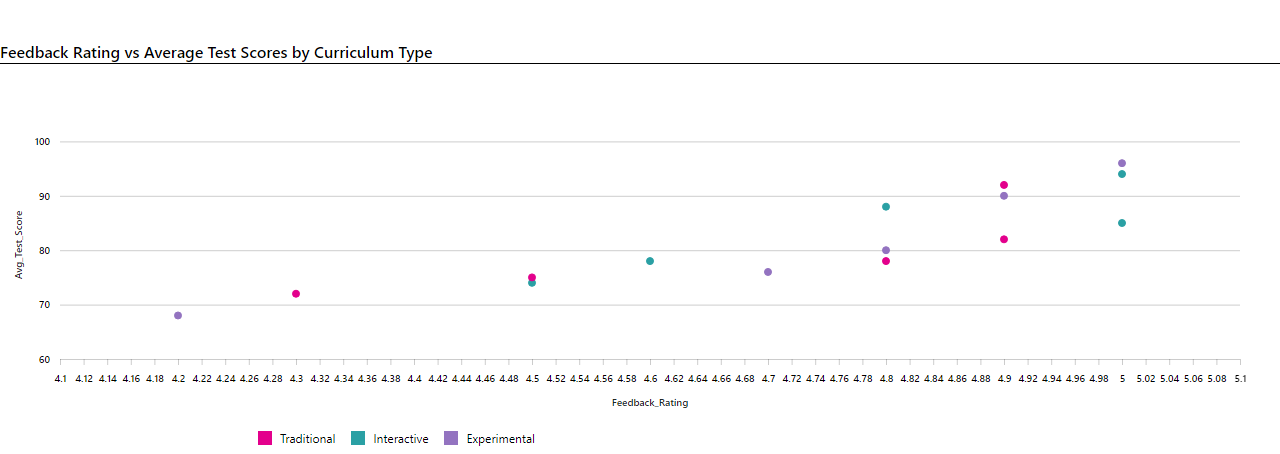 Feedback Rating vs Average Test Scores by Curriculum Type
100
90
80
70
60
Avg_Test_Score
4.1 4.12 4.14 4.16 4.18 4.2 4.22 4.24 4.26 4.28 4.3 4.32 4.34 4.36 4.38 4.4 4.42 4.44 4.46 4.48 4.5 4.52 4.54 4.56 4.58 4.6 4.62 4.64 4.66 4.68 4.7 4.72 4.74 4.76 4.78 4.8 4.82 4.84 4.86 4.88 4.9 4.92 4.94 4.96 4.98 5 5.02 5.04 5.06 5.08 5.1
Feedback_Rating
Traditional Interactive Experimental